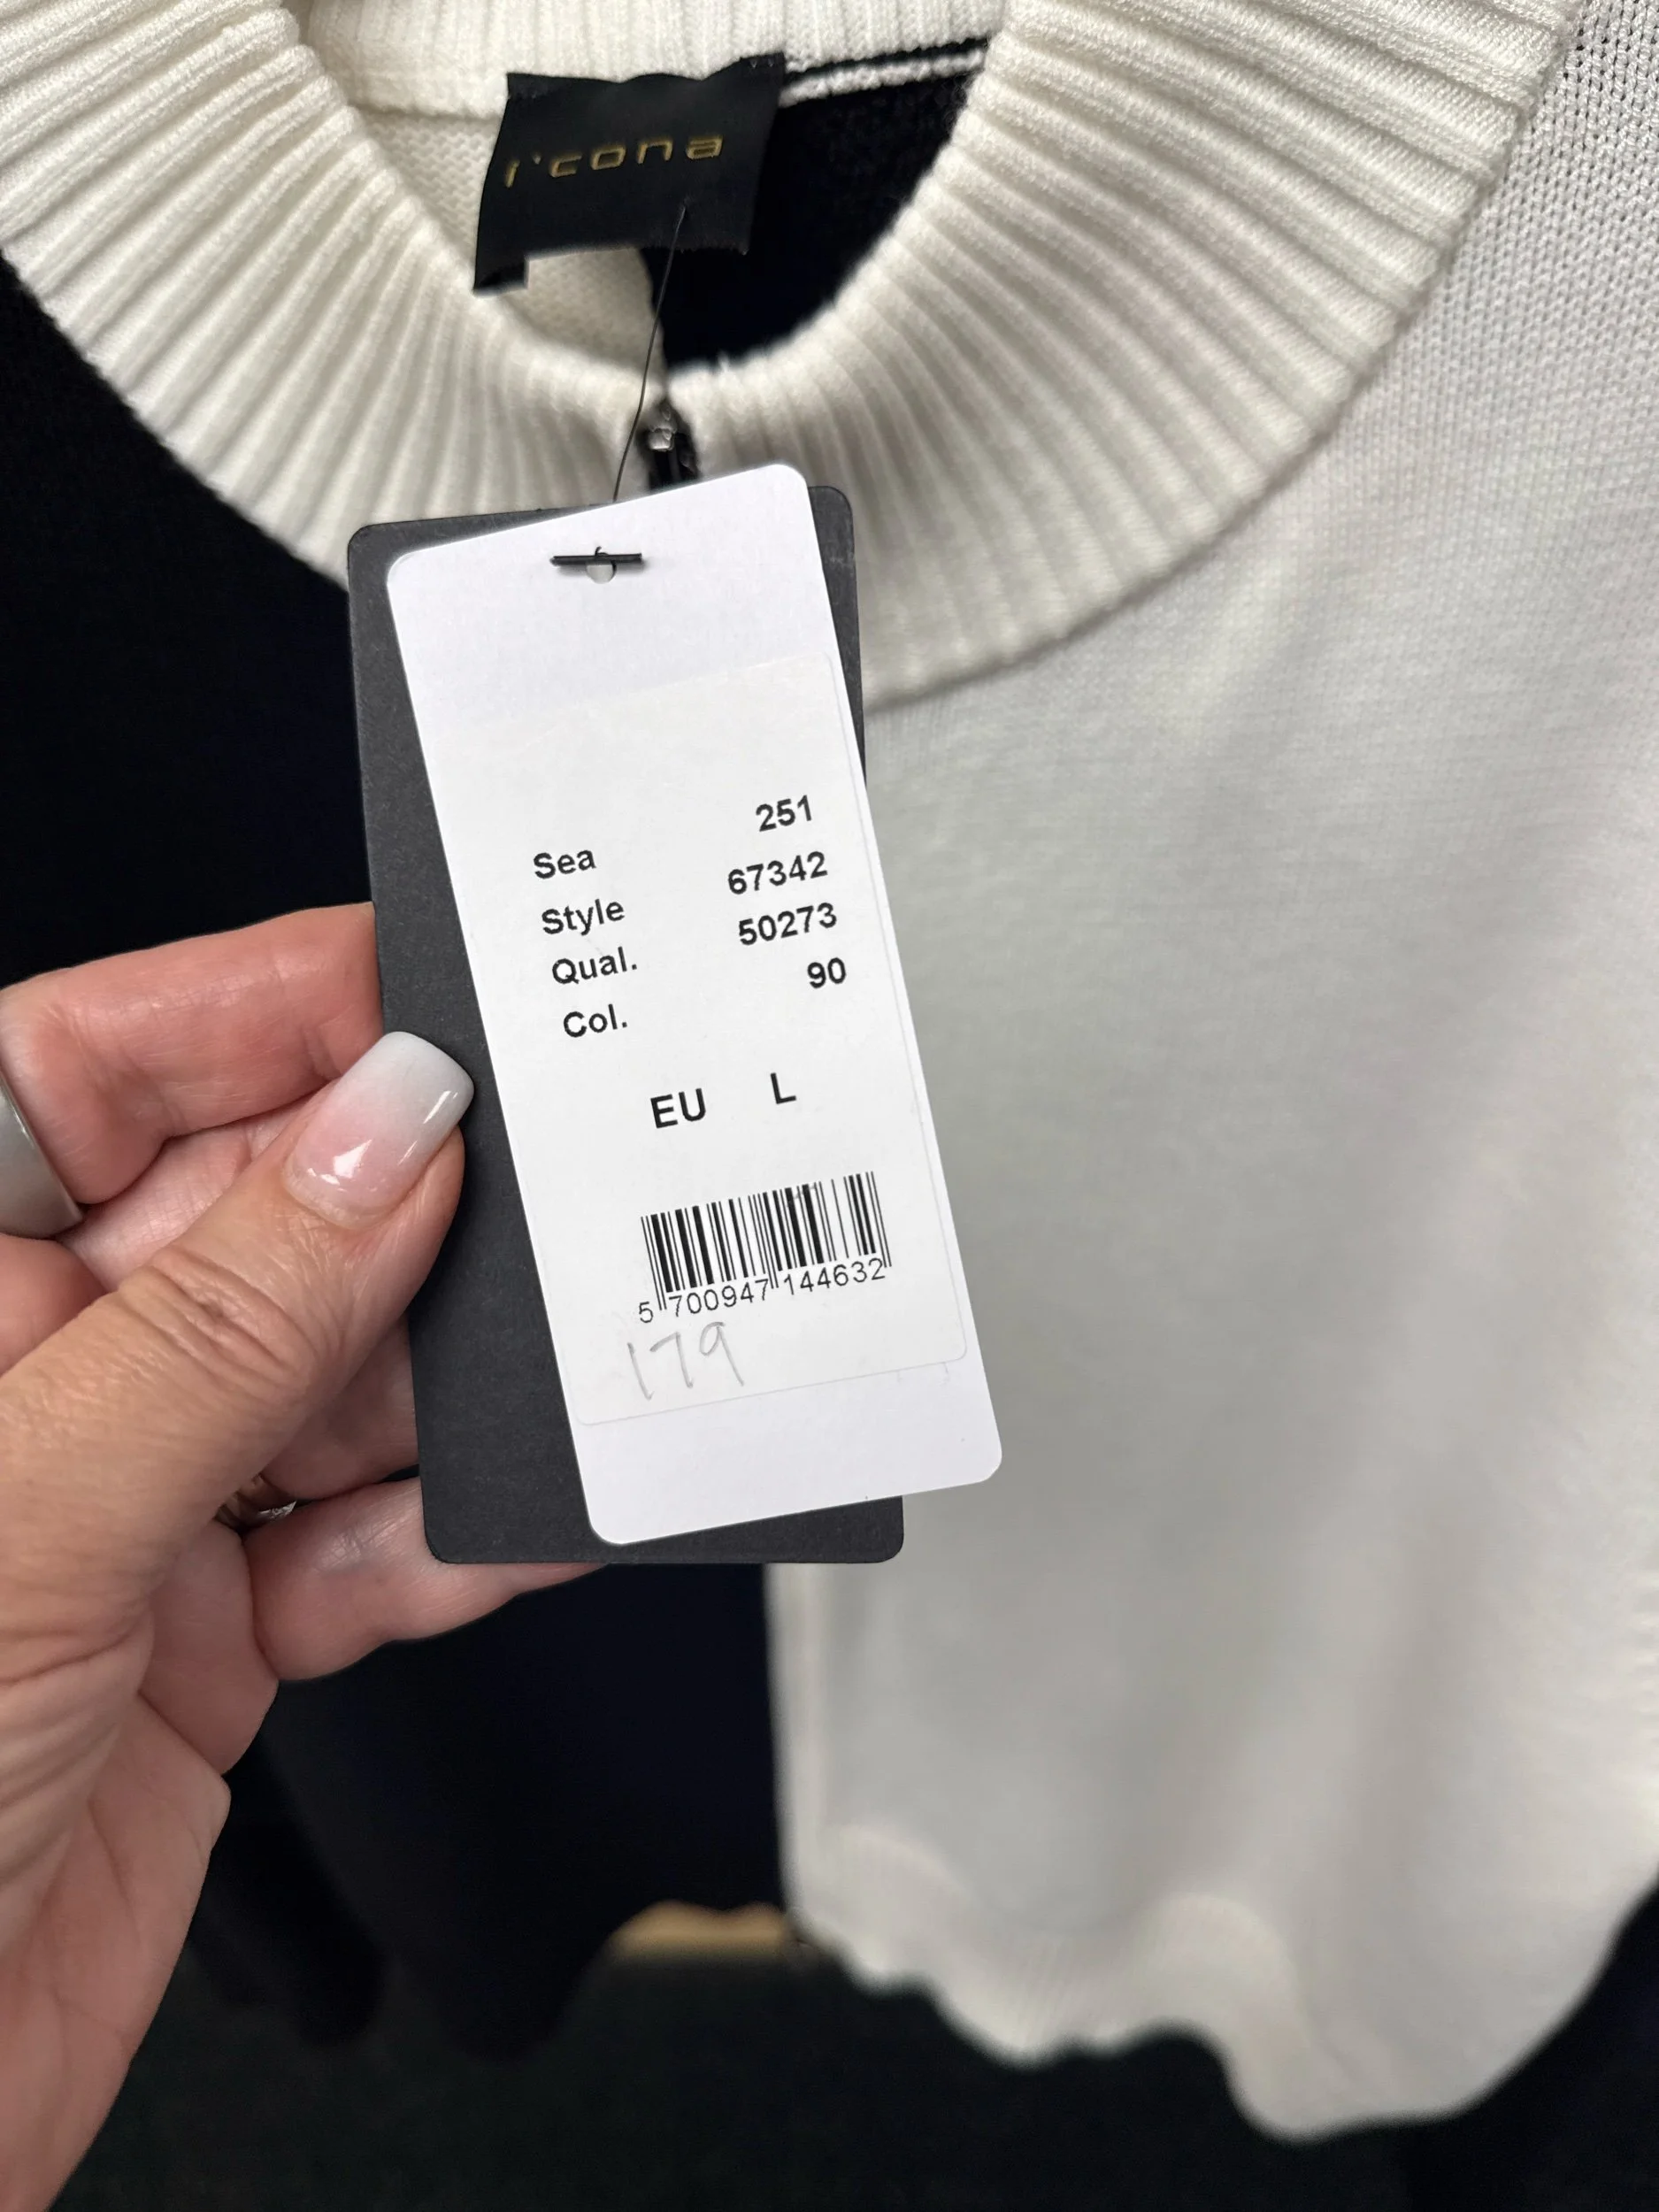 i'cona
Sea 251
Style 67342
Qual. 50273
Col. 90
EU L
5 700947 144632
179